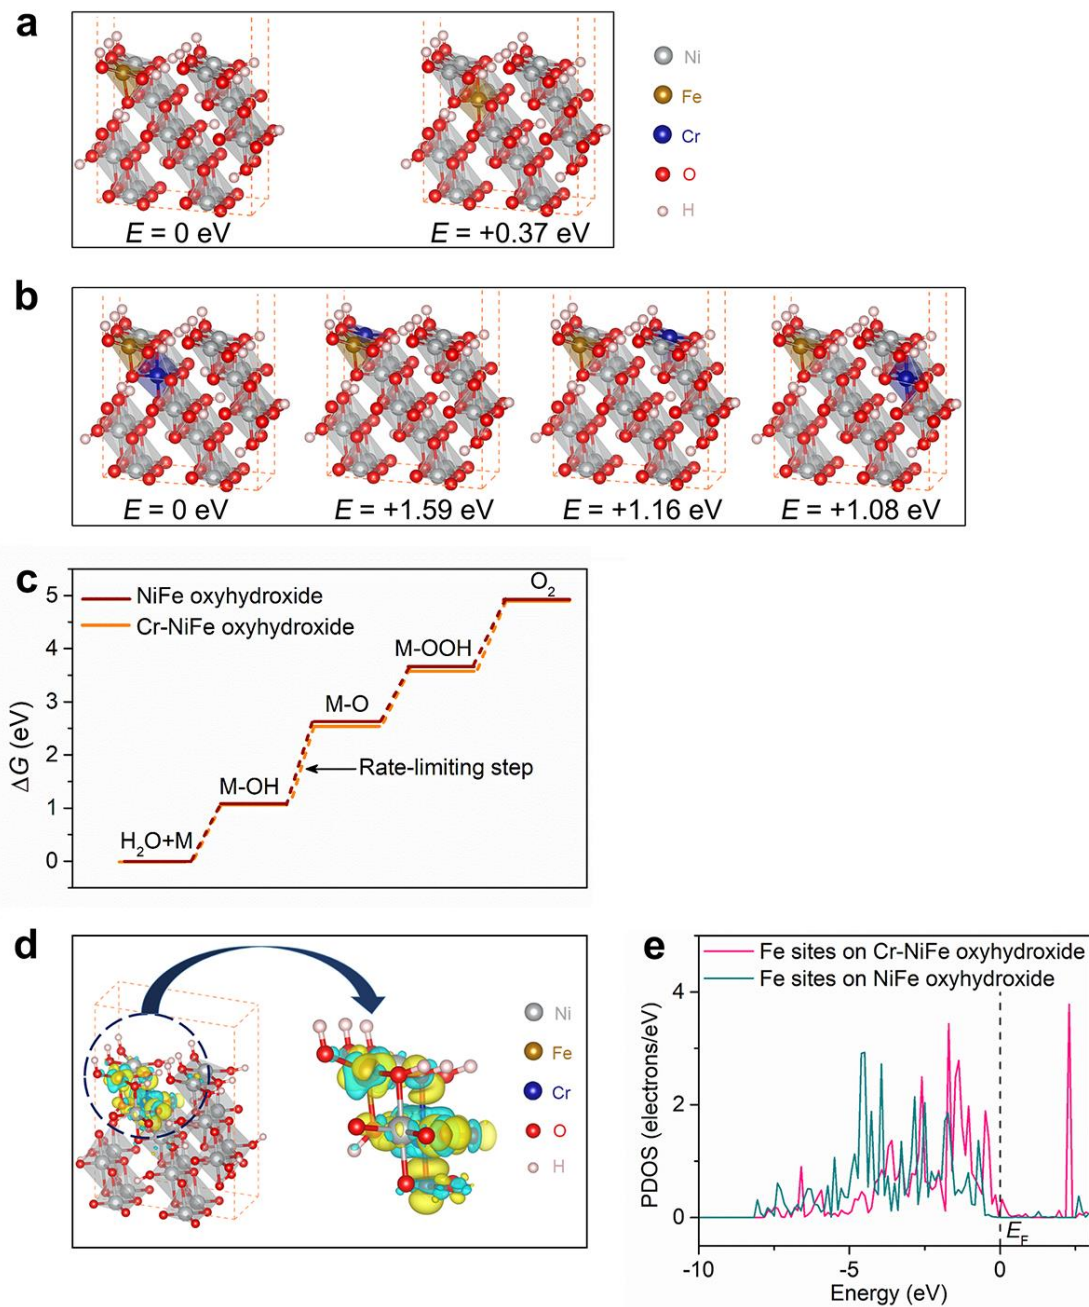 a
Ni
Fe
Cr
O
H
E = 0 eV
E = +0.37 eV
b
E = 0 eV
E = +1.59 eV
E = +1.16 eV
E = +1.08 eV
c
NiFe oxyhydroxide
Cr-NiFe oxyhydroxide
O₂
M-OOH
M-O
Rate-limiting step
M-OH
H₂O+M
ΔG (eV)
5
4
3
2
1
0
d
Ni
Fe
Cr
O
H
e
Fe sites on Cr-NiFe oxyhydroxide
Fe sites on NiFe oxyhydroxide
PDOS (electrons/eV)
4
2
0
E_F
-10
-5
0
Energy (eV)